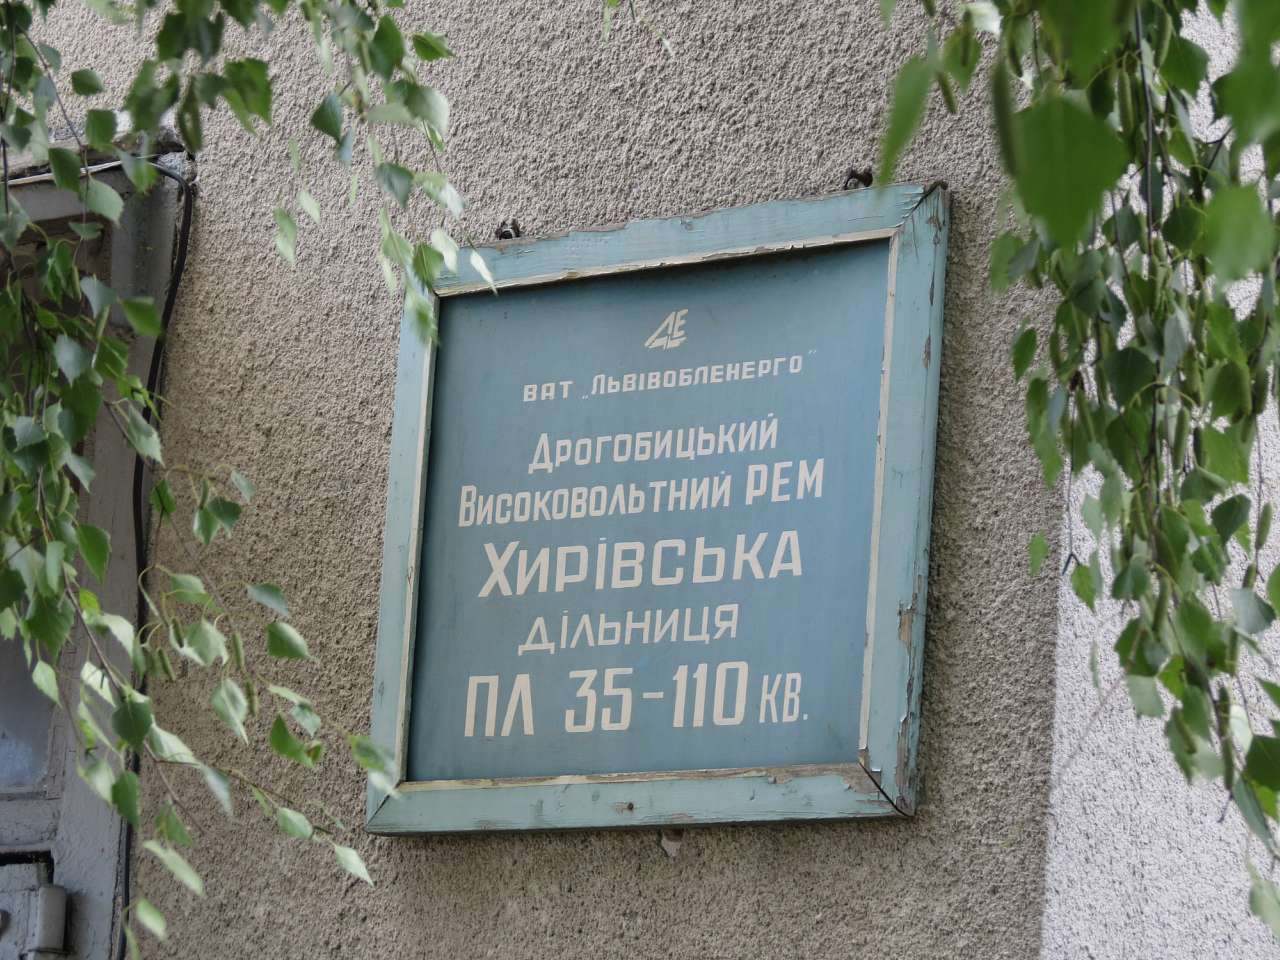 ВАТ „Львівобленерго"
Дрогобицький
Високовольтний РЕМ
Хирівська
дільниця
ПЛ 35-110 кв.